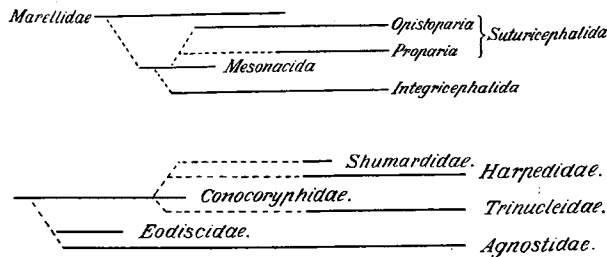 Marellidae
Opistoparia
Proparia
Suturicephalida
Mesonacida
Integricephalida
Shumardidae.
Harpedidae.
Conocoryphidae.
Trinucleidae.
Eodiscidae.
Agnostidae.